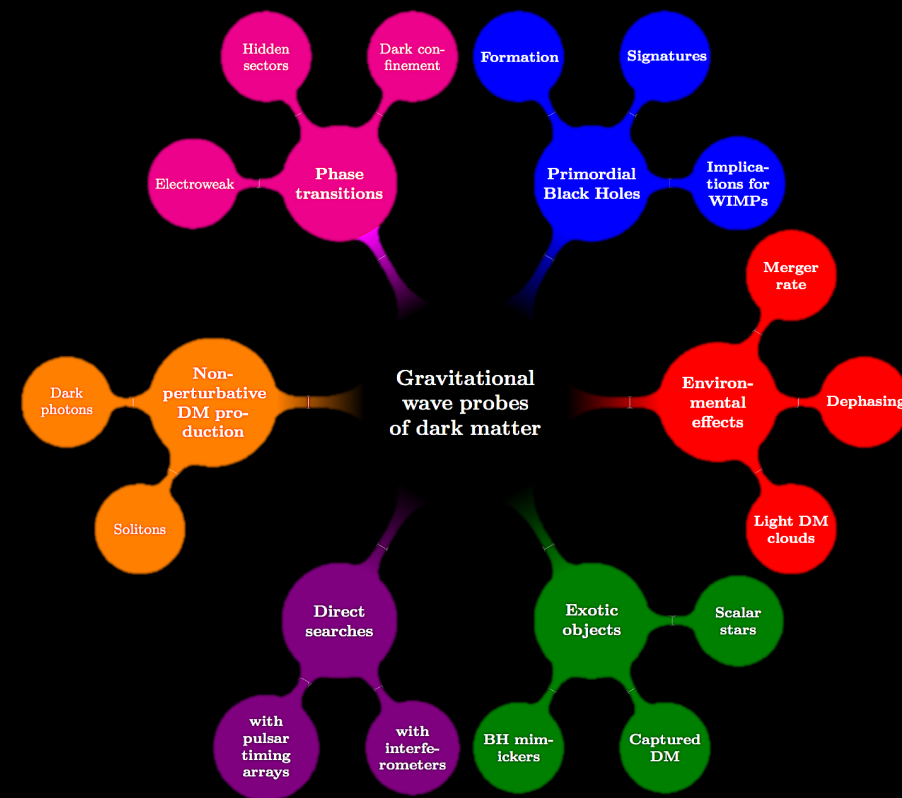 Hidden
sectors
Dark con-
finement
Formation
Signatures
Electroweak
Phase
transitions
Primordial
Black Holes
Implica-
tions for
WIMPs
Merger
rate
Dark
photons
Non-
perturbative
DM pro-
duction
Gravitational
wave probes
of dark matter
Environ-
mental
effects
Dephasing
Solitons
Light DM
clouds
Direct
searches
Exotic
objects
Scalar
stars
with
pulsar
timing
arrays
with
interfe-
rometers
BH mim-
ickers
Captured
DM